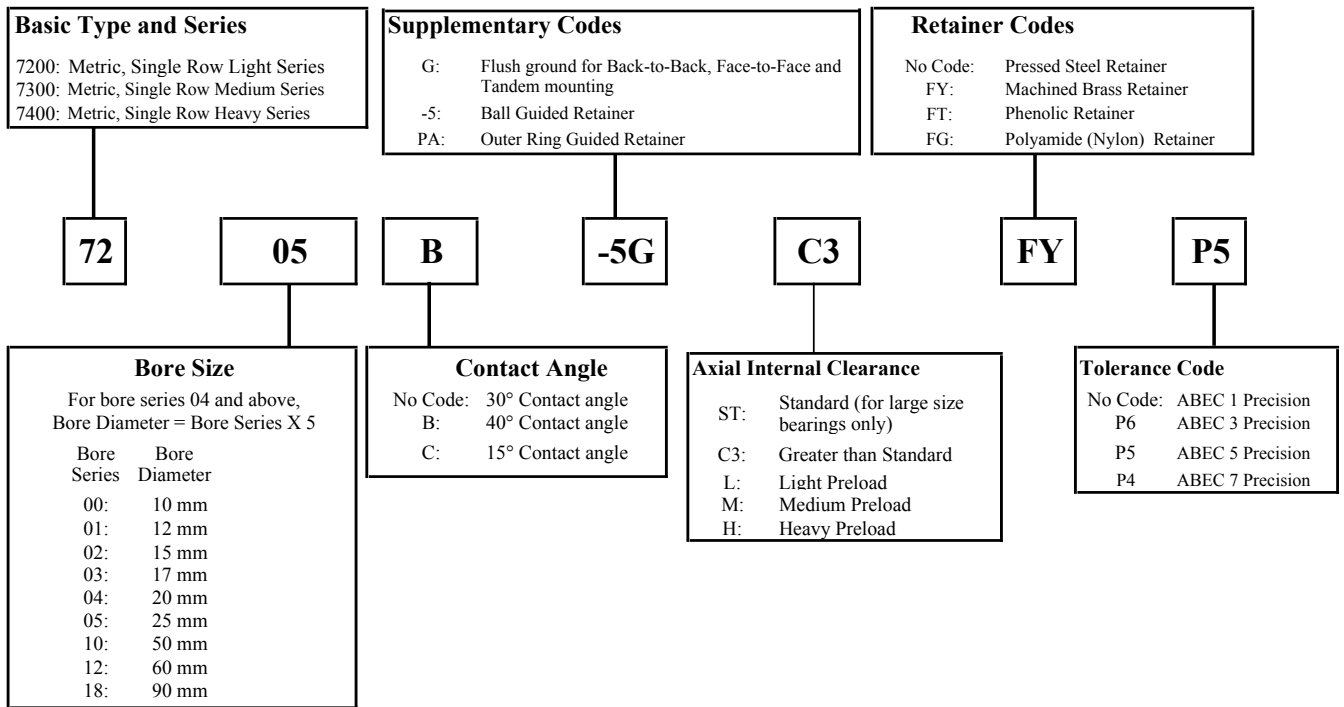 Basic Type and Series
7200: Metric, Single Row Light Series
7300: Metric, Single Row Medium Series
7400: Metric, Single Row Heavy Series
Supplementary Codes
G: Flush ground for Back-to-Back, Face-to-Face and
Tandem mounting
-5: Ball Guided Retainer
PA: Outer Ring Guided Retainer
Retainer Codes
No Code: Pressed Steel Retainer
FY: Machined Brass Retainer
FT: Phenolic Retainer
FG: Polyamide (Nylon) Retainer
72 05 B -5G C3 FY P5
Bore Size
For bore series 04 and above,
Bore Diameter = Bore Series X 5
Bore Bore
Series Diameter
00: 10 mm
01: 12 mm
02: 15 mm
03: 17 mm
04: 20 mm
05: 25 mm
10: 50 mm
12: 60 mm
18: 90 mm
Contact Angle
No Code: 30° Contact angle
B: 40° Contact angle
C: 15° Contact angle
Axial Internal Clearance
ST: Standard (for large size
bearings only)
C3: Greater than Standard
L: Light Preload
M: Medium Preload
H: Heavy Preload
Tolerance Code
No Code: ABEC 1 Precision
P6 ABEC 3 Precision
P5 ABEC 5 Precision
P4 ABEC 7 Precision